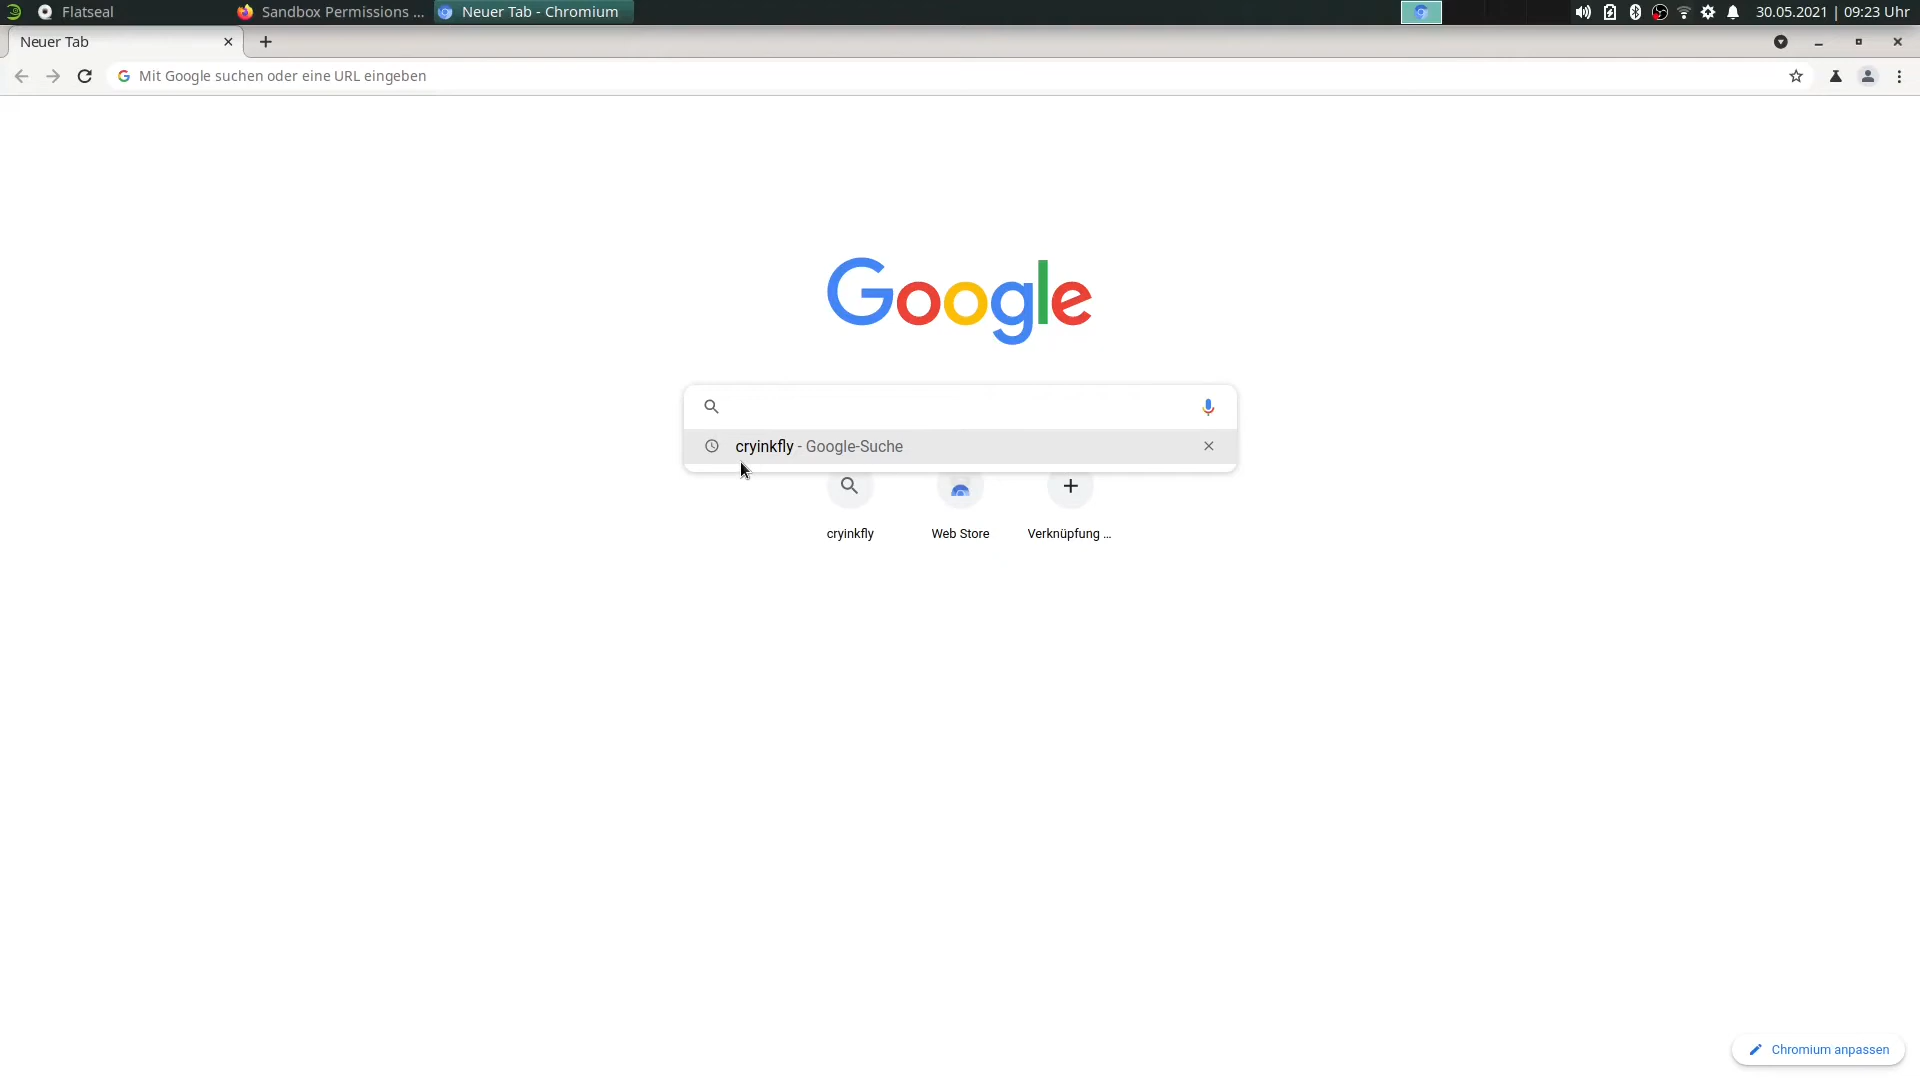 Flatseal
Sandbox Permissions ...
Neuer Tab - Chromium
30.05.2021 | 09:23 Uhr
Neuer Tab
Mit Google suchen oder eine URL eingeben
Google
cryinkfly - Google-Suche
cryinkfly
Web Store
Verknüpfung ...
Chromium anpassen